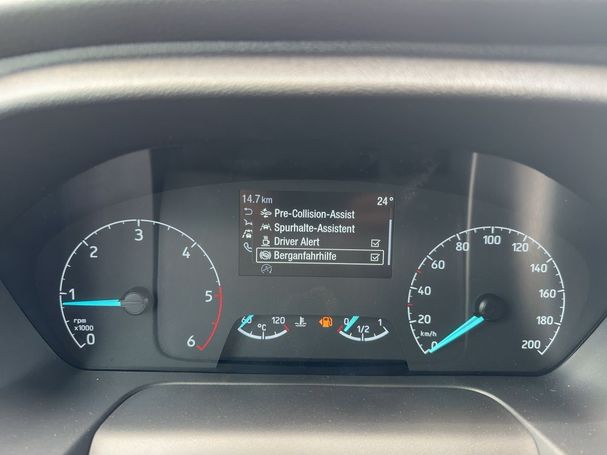 14.7 km 24°
Pre-Collision-Assist
Spurhalte-Assistent
Driver Alert
Berganfahrhilfe
0 1 2 3 4 5 6
rpm
x1000
60 120
°C
0 1/2 1
0 20 40 60 80 100 120 140 160 180 200
km/h